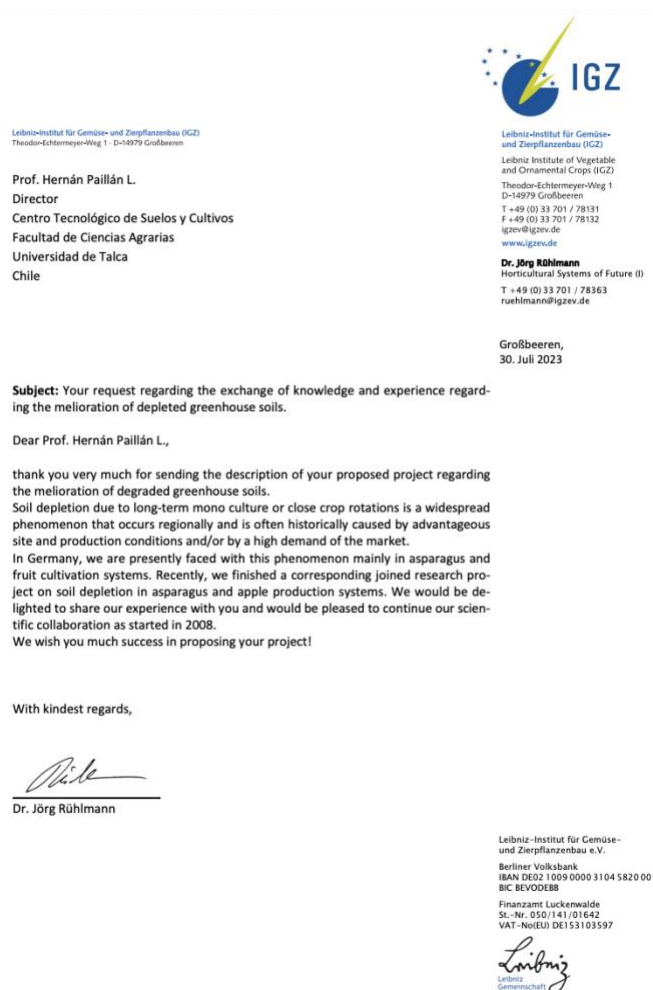 IGZ
Leibniz-Institut für Gemüse- und Zierpflanzenbau (IGZ)
Theodor-Echtermeyer-Weg 1 · D-14979 Großbeeren
Prof. Hernán Paillán L.
Director
Centro Tecnológico de Suelos y Cultivos
Facultad de Ciencias Agrarias
Universidad de Talca
Chile
Leibniz-Institut für Gemüse-
und Zierpflanzenbau (IGZ)
Leibniz Institute of Vegetable
and Ornamental Crops (IGZ)
Theodor-Echtermeyer-Weg 1
D-14979 Großbeeren
T +49 (0) 33 701 / 78131
F +49 (0) 33 701 / 78132
igzev@igzev.de
www.igzev.de
Dr. Jörg Rühlmann
Horticultural Systems of Future (I)
T +49 (0) 33 701 / 78363
ruehlmann@igzev.de
Großbeeren,
30. Juli 2023
Subject: Your request regarding the exchange of knowledge and experience regard-
ing the melioration of depleted greenhouse soils.
Dear Prof. Hernán Paillán L.,
thank you very much for sending the description of your proposed project regarding
the melioration of degraded greenhouse soils.
Soil depletion due to long-term mono culture or close crop rotations is a widespread
phenomenon that occurs regionally and is often historically caused by advantageous
site and production conditions and/or by a high demand of the market.
In Germany, we are presently faced with this phenomenon mainly in asparagus and
fruit cultivation systems. Recently, we finished a corresponding joined research pro-
ject on soil depletion in asparagus and apple production systems. We would be de-
lighted to share our experience with you and would be pleased to continue our scien-
tific collaboration as started in 2008.
We wish you much success in proposing your project!
With kindest regards,
Dr. Jörg Rühlmann
Leibniz-Institut für Gemüse-
und Zierpflanzenbau e.V.
Berliner Volksbank
IBAN DE02 1009 0000 3104 5820 00
BIC BEVODEBB
Finanzamt Luckenwalde
St.-Nr. 050/141/01642
VAT-No(EU) DE153103597
Leibniz
Leibniz
Gemeinschaft